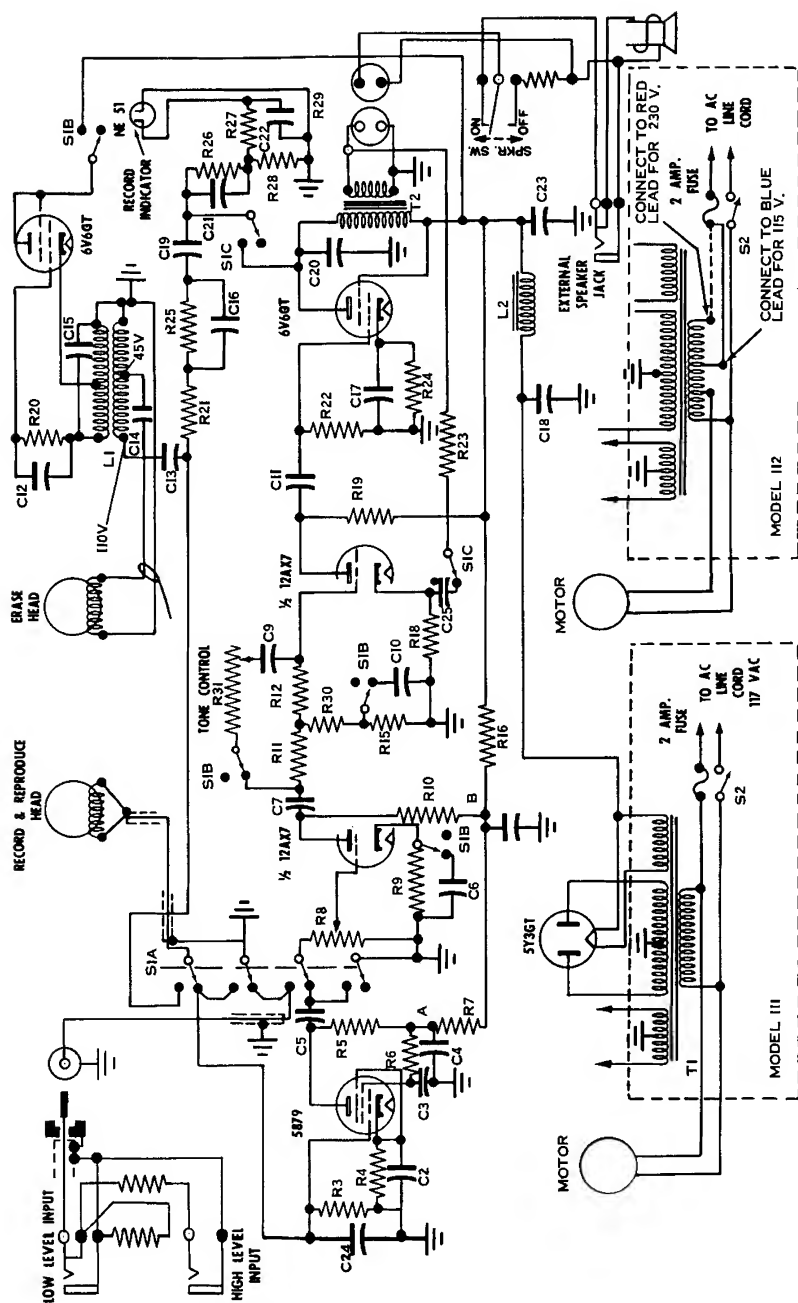 LOW LEVEL INPUT
HIGH LEVEL
INPUT
RECORD & REPRODUCE
HEAD
ERASE
HEAD
S1A
C24
R3
R4
C2
5879
C5
R5
R6
C3
A
C4
R7
R8
½ 12AX7
R9
C6
S1B
R10
B
C7
S1B
R11
TONE CONTROL
R31
R12
C9
R30
S1B
R15
C10
R18
C25
S1C
½ 12AX7
R19
R16
C11
R22
C17
R24
R23
6V6GT
C20
T2
S1C
C12
R20
L1
C15
110V
45V
C14
C13
6V6GT
S1B
R21
R25
C16
C19
C21
R26
R27
R28
C22
R29
RECORD
INDICATOR
NE 51
SPKR. SW.
ON
OFF
C23
L2
C18
EXTERNAL
SPEAKER
JACK
MOTOR
5Y3GT
T1
2 AMP.
FUSE
TO AC
LINE
CORD
117 VAC
S2
MODEL 111
MOTOR
CONNECT TO RED
LEAD FOR 230 V.
2 AMP.
FUSE
TO AC
LINE
CORD
S2
CONNECT TO BLUE
LEAD FOR 115 V.
MODEL 112